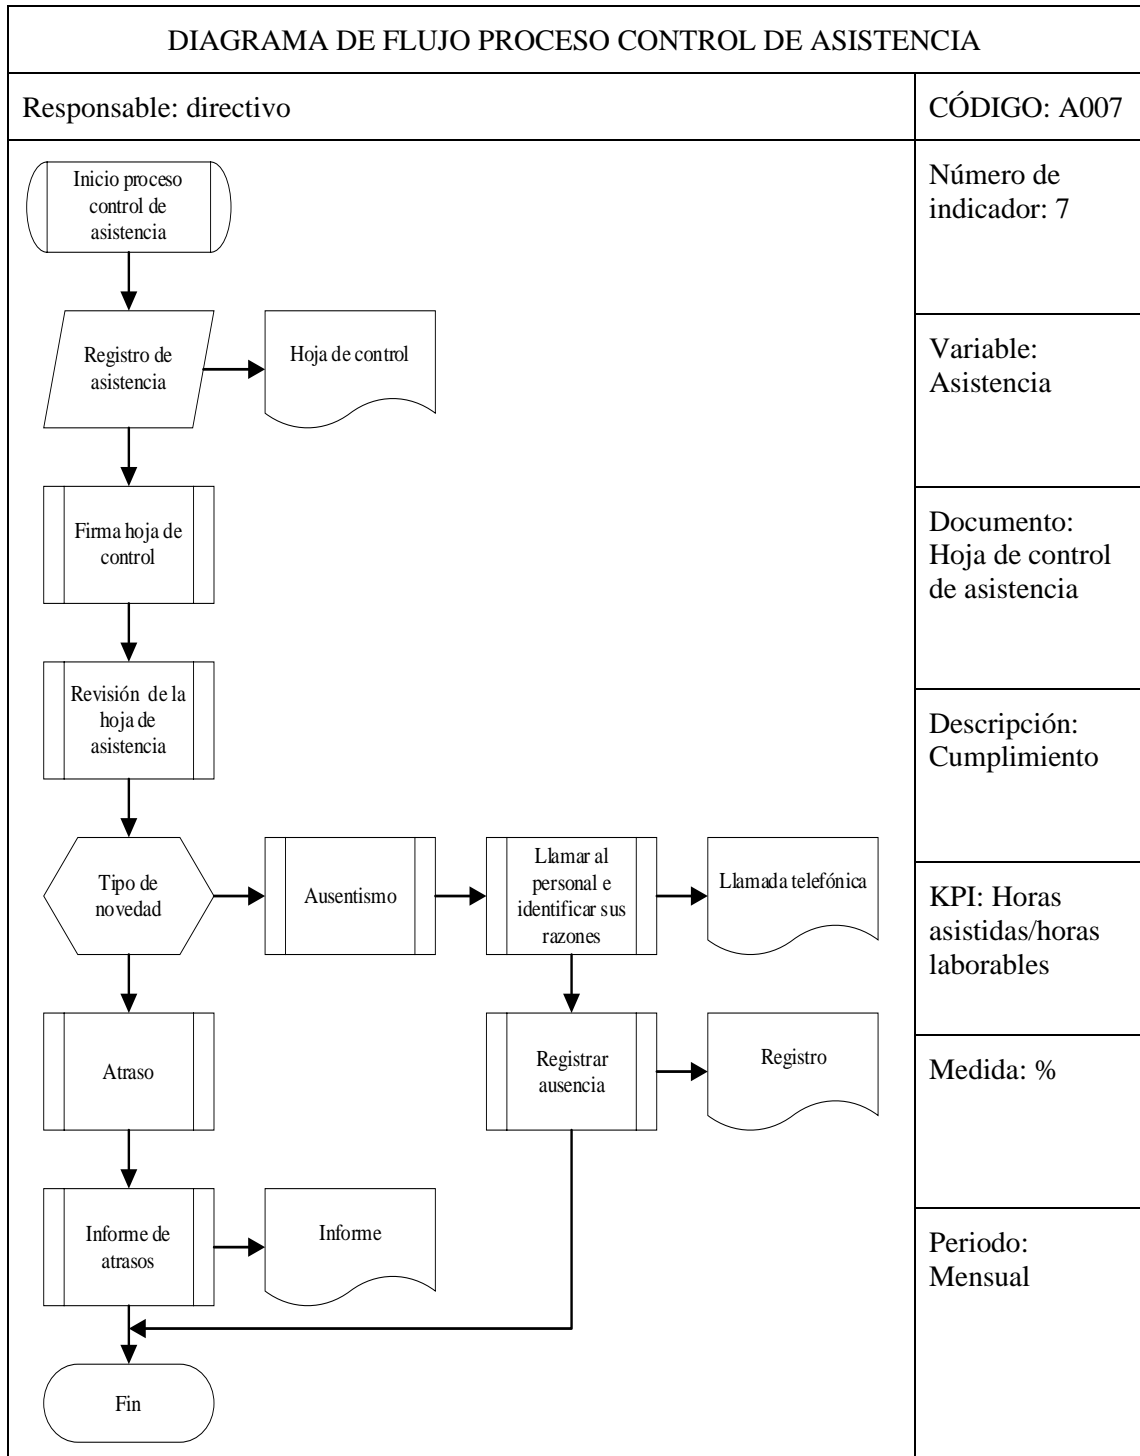 DIAGRAMA DE FLUJO PROCESO CONTROL DE ASISTENCIA
Responsable: directivo
CÓDIGO: A007
Inicio proceso
control de
asistencia
Registro de
asistencia
Hoja de control
Firma hoja de
control
Revisión de la
hoja de
asistencia
Tipo de
novedad
Ausentismo
Llamar al
personal e
identificar sus
razones
Llamada telefónica
Atraso
Registrar
ausencia
Registro
Informe de
atrasos
Informe
Fin
Número de
indicador: 7
Variable:
Asistencia
Documento:
Hoja de control
de asistencia
Descripción:
Cumplimiento
KPI: Horas
asistidas/horas
laborables
Medida: %
Periodo:
Mensual